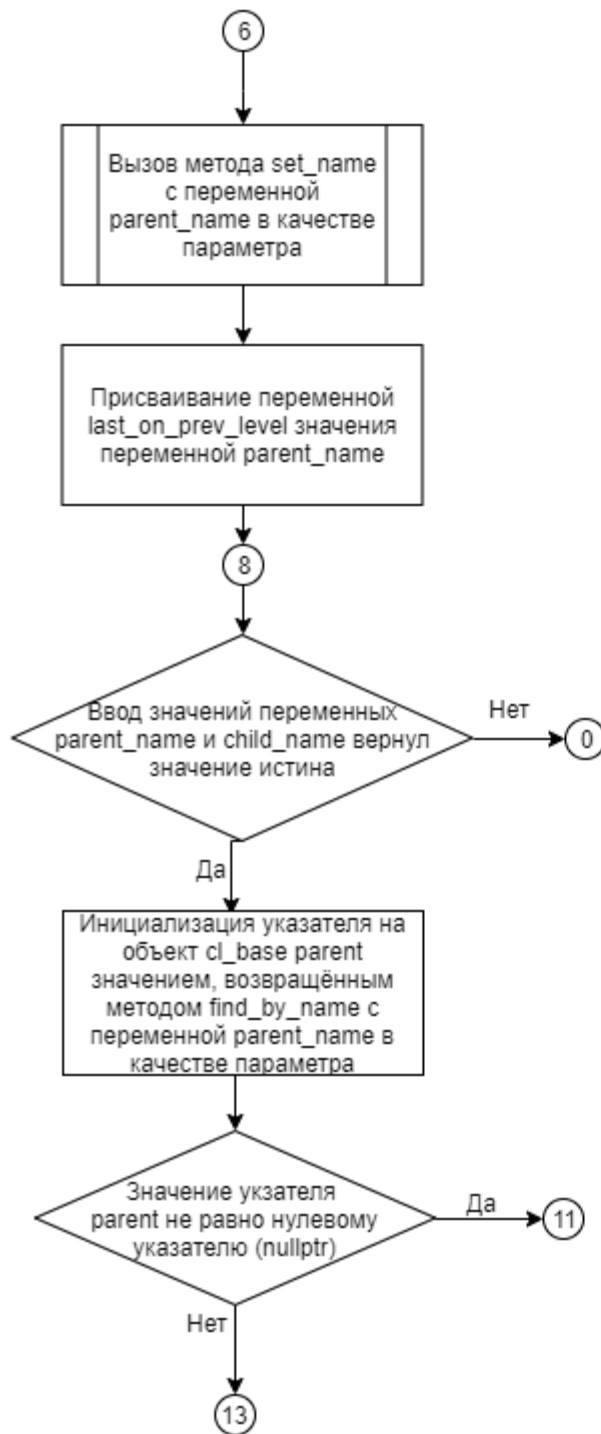 6
Вызов метода set_name
с переменной
parent_name в качестве
параметра
Присваивание переменной
last_on_prev_level значения
переменной parent_name
8
Ввод значений переменных
parent_name и child_name вернул
значение истина
Нет
0
Да
Инициализация указателя на
объект cl_base parent
значением, возвращённым
методом find_by_name с
переменной parent_name в
качестве параметра
Значение укзателя
parent не равно нулевому
указателю (nullptr)
Да
11
Нет
13